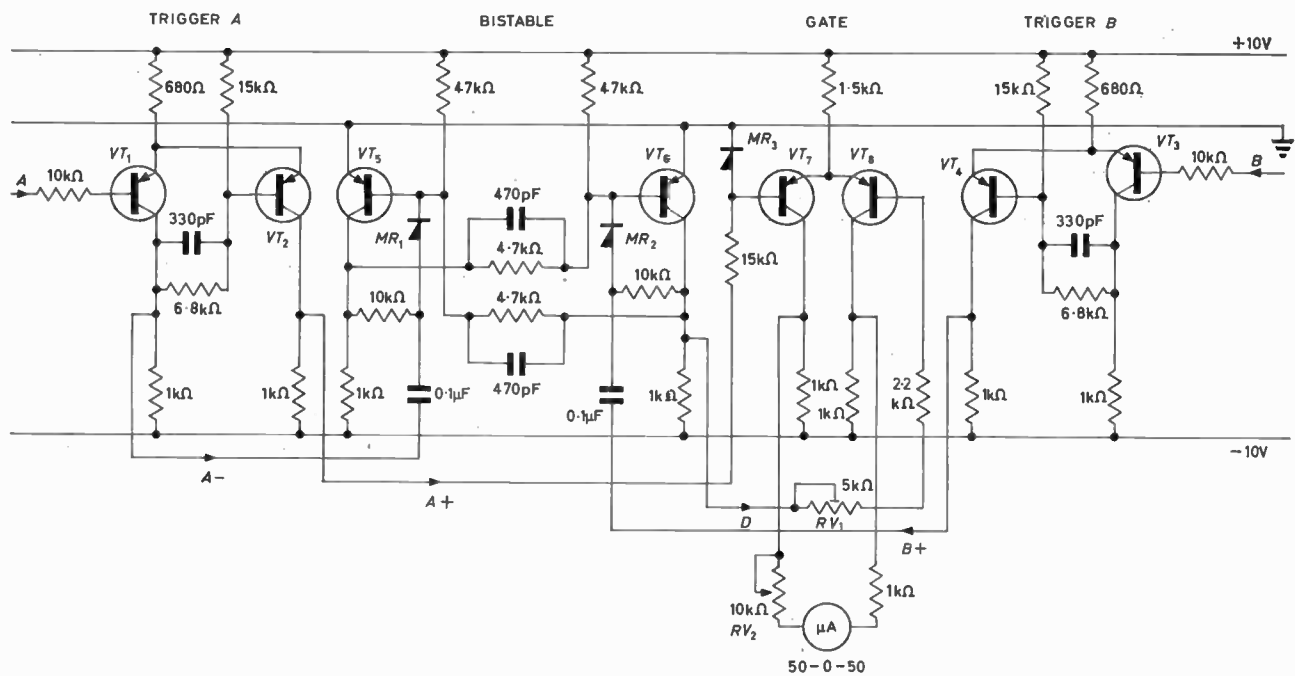 TRIGGER A
BISTABLE
GATE
TRIGGER B
+10V
680Ω
15kΩ
4·7kΩ
4·7kΩ
1·5kΩ
15kΩ
680Ω
VT1
VT5
VT6
MR3
VT7
VT8
VT4
VT3
A
10kΩ
10kΩ
B
330pF
VT2
MR1
470pF
4·7kΩ
MR2
15kΩ
330pF
6·8kΩ
10kΩ
4·7kΩ
10kΩ
6·8kΩ
470pF
1kΩ
1kΩ
1kΩ
0·1µF
0·1µF
1kΩ
1kΩ
1kΩ
2·2
kΩ
1kΩ
1kΩ
−10V
A−
A+
D
5kΩ
RV1
B+
10kΩ
RV2
µA
1kΩ
50-0-50